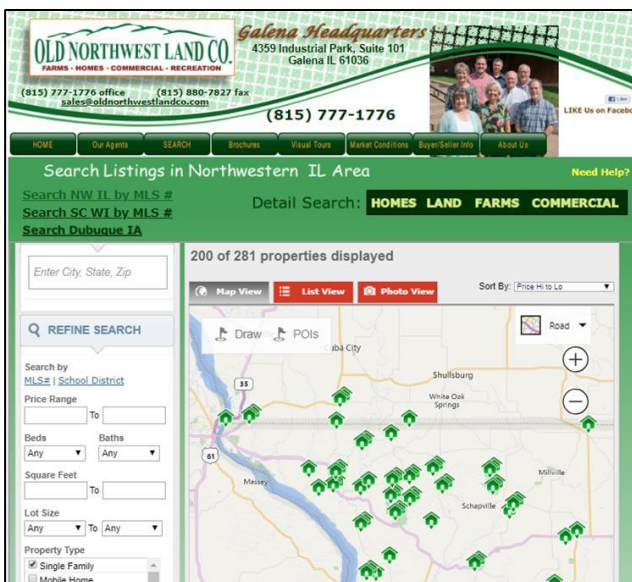 OLD NORTHWEST LAND CO.
FARMS - HOMES - COMMERCIAL - RECREATION
Galena Headquarters
4359 Industrial Park, Suite 101
Galena IL 61036
(815) 777-1776 office (815) 880-7827 fax
sales@oldnorthwestlandco.com
(815) 777-1776
Like
LIKE Us on Facebo
HOME Our Agents SEARCH Brochures Visual Tours Market Conditions Buyer/Seller Info About Us
Search Listings in Northwestern IL Area
Need Help?
Search NW IL by MLS #
Search SC WI by MLS #
Search Dubuque IA
Detail Search: HOMES LAND FARMS COMMERCIAL
Enter City, State, Zip
REFINE SEARCH
Search by
MLS# | School District
Price Range
To
Beds Baths
Any Any
Square Feet
To
Lot Size
Any To Any
Property Type
Single Family
Mobile Home
200 of 281 properties displayed
Map View List View Photo View
Sort By: Price Hi to Lo
Draw POIs
Road
uba City
Shullsburg
White Oak
Springs
35
61
Massey
Millville
Schapville